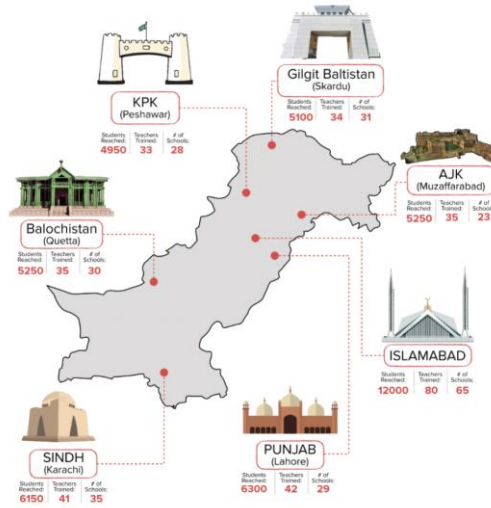 Gilgit Baltistan
(Skardu)
Students Reached: Teachers Trained: # of Schools:
5100 34 31
KPK
(Peshawar)
Students Reached: Teachers Trained: # of Schools:
4950 33 28
AJK
(Muzaffarabad)
Students Reached: Teachers Trained: # of Schools:
5250 35 23
Balochistan
(Quetta)
Students Reached: Teachers Trained: # of Schools:
5250 35 30
ISLAMABAD
Students Reached: Teachers Trained: # of Schools:
12000 80 65
SINDH
(Karachi)
Students Reached: Teachers Trained: # of Schools:
6150 41 35
PUNJAB
(Lahore)
Students Reached: Teachers Trained: # of Schools:
6300 42 29